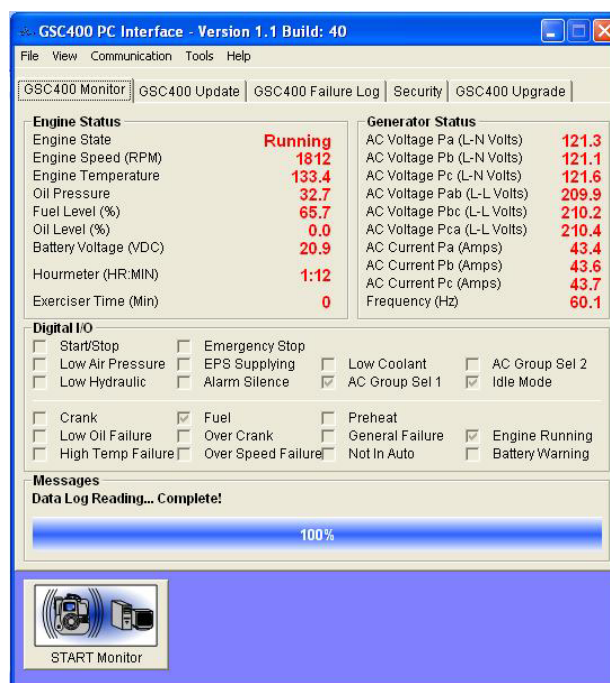 GSC400 PC Interface - Version 1.1 Build: 40
File View Communication Tools Help
GSC400 Monitor GSC400 Update GSC400 Failure Log Security GSC400 Upgrade
Engine Status
Engine State Running
Engine Speed (RPM) 1812
Engine Temperature 133.4
Oil Pressure 32.7
Fuel Level (%) 65.7
Oil Level (%) 0.0
Battery Voltage (VDC) 20.9
Hourmeter (HR:MIN) 1:12
Exerciser Time (Min) 0
Generator Status
AC Voltage Pa (L-N Volts) 121.3
AC Voltage Pb (L-N Volts) 121.1
AC Voltage Pc (L-N Volts) 121.6
AC Voltage Pab (L-L Volts) 209.9
AC Voltage Pbc (L-L Volts) 210.2
AC Voltage Pca (L-L Volts) 210.4
AC Current Pa (Amps) 43.4
AC Current Pb (Amps) 43.6
AC Current Pc (Amps) 43.7
Frequency (Hz) 60.1
Digital I/O
Start/Stop Emergency Stop
Low Air Pressure EPS Supplying Low Coolant AC Group Sel 2
Low Hydraulic Alarm Silence AC Group Sel 1 Idle Mode
Crank Fuel Preheat
Low Oil Failure Over Crank General Failure Engine Running
High Temp Failure Over Speed Failure Not In Auto Battery Warning
Messages
Data Log Reading... Complete!
100%
START Monitor